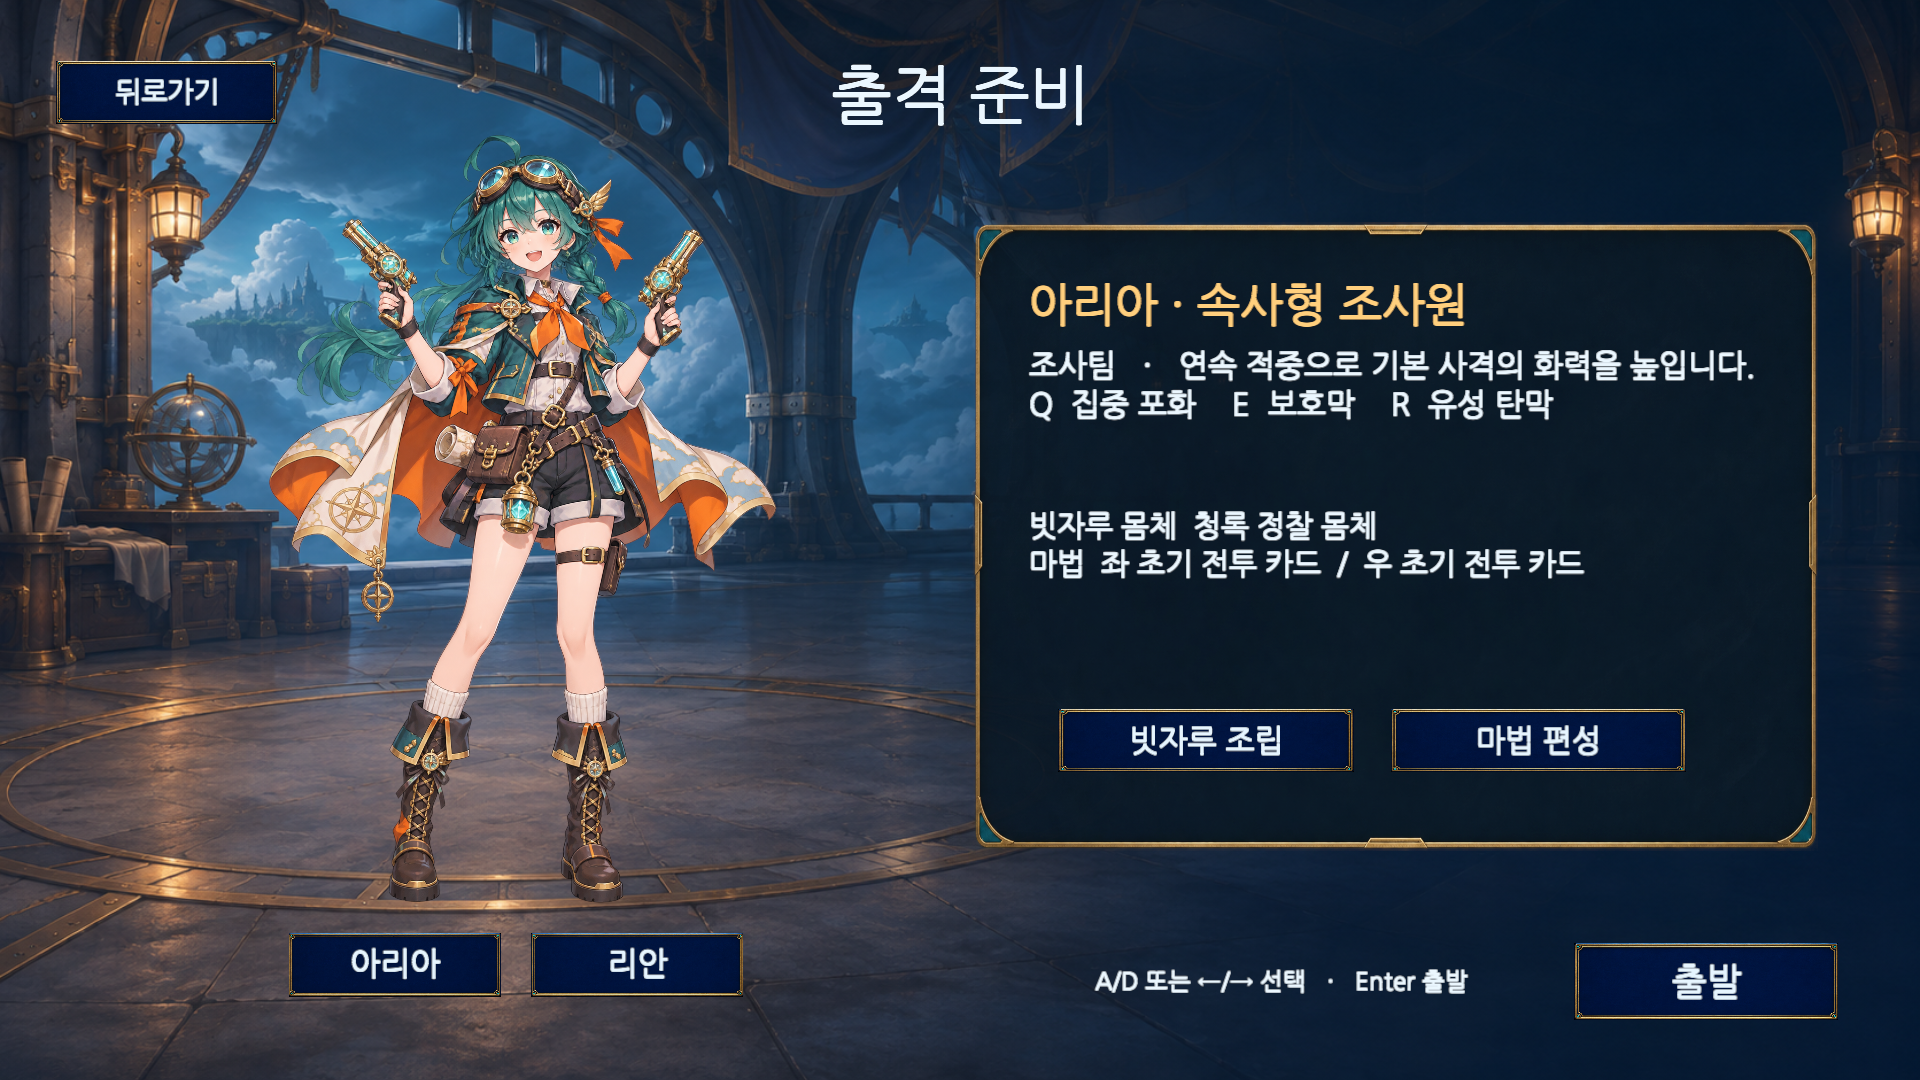 뒤로가기
출격 준비
아리아 · 속사형 조사원
조사팀 · 연속 적중으로 기본 사격의 화력을 높입니다.
Q 집중 포화 E 보호막 R 유성 탄막
빗자루 몸체 청록 정찰 몸체
마법 좌 초기 전투 카드 / 우 초기 전투 카드
빗자루 조립
마법 편성
아리아
리안
A/D 또는 ←/→ 선택 · Enter 출발
출발